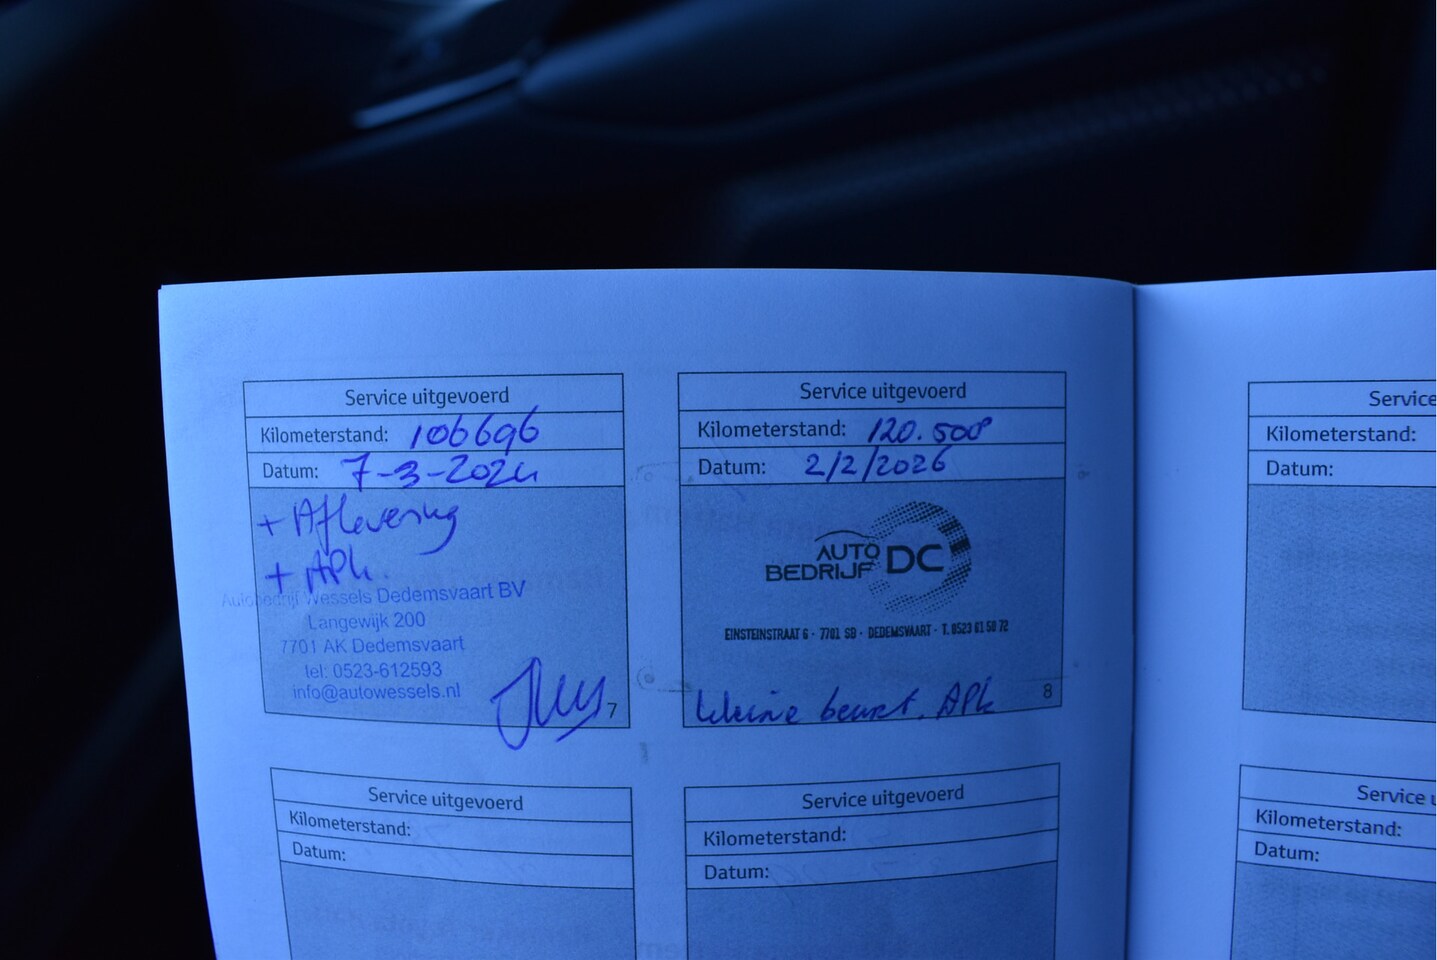 Service uitgevoerd
Kilometerstand: 106696
Datum: 7-3-2024
+ Aflevering
+ APk.
Autobedrijf Wessels Dedemsvaart BV
Langewijk 200
7701 AK Dedemsvaart
tel: 0523-612593
info@autowessels.nl
7
Service uitgevoerd
Kilometerstand: 120.508
Datum: 2/2/2026
AUTO
BEDRIJF DC
EINSTEINSTRAAT 6 - 7701 SB - DEDEMSVAART - T. 0523 61 50 72
kleine beurt. APk
8
Service
Kilometerstand:
Datum:
Service uitgevoerd
Kilometerstand:
Datum:
Service uitgevoerd
Kilometerstand:
Datum:
Service u
Kilometerstand:
Datum: